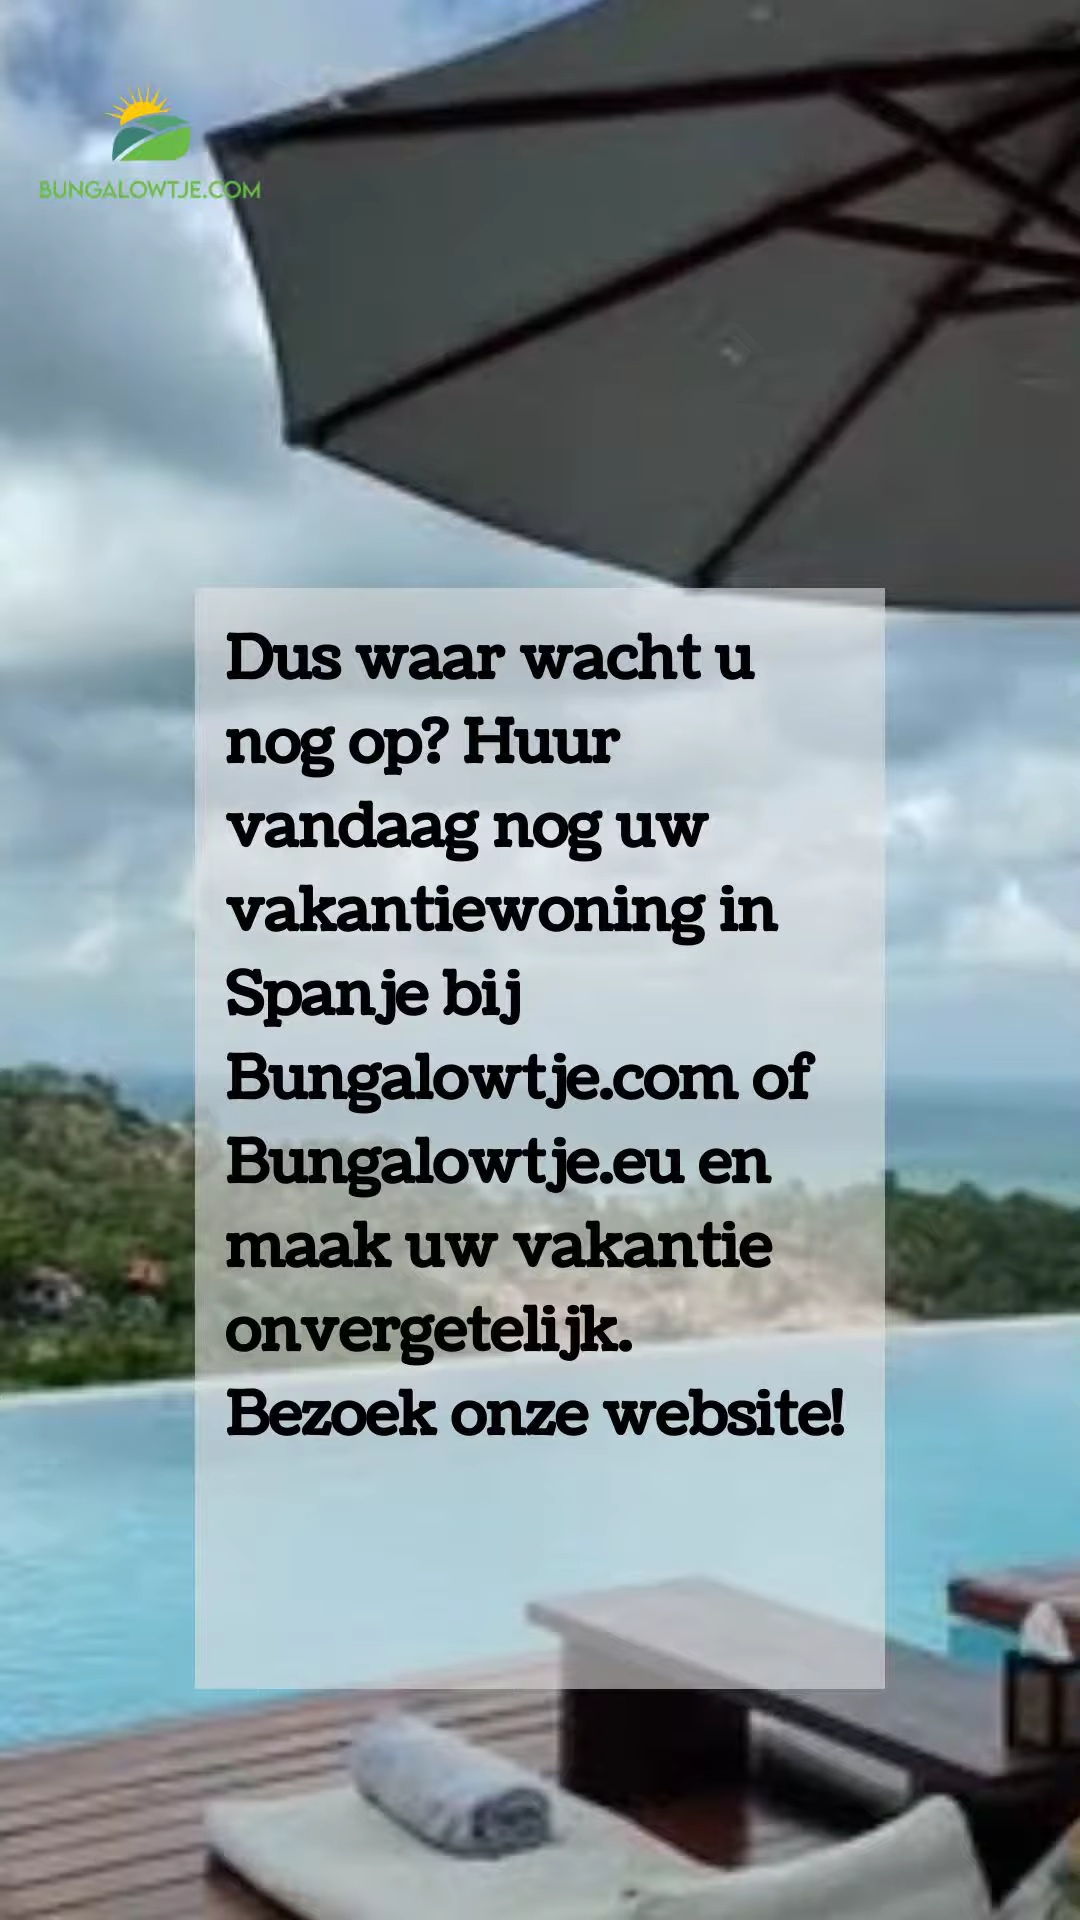 BUNGALOWTJE.COM
Dus waar wacht u
nog op? Huur
vandaag nog uw
vakantiewoning in
Spanje bij
Bungalowtje.com of
Bungalowtje.eu en
maak uw vakantie
onvergetelijk.
Bezoek onze website!